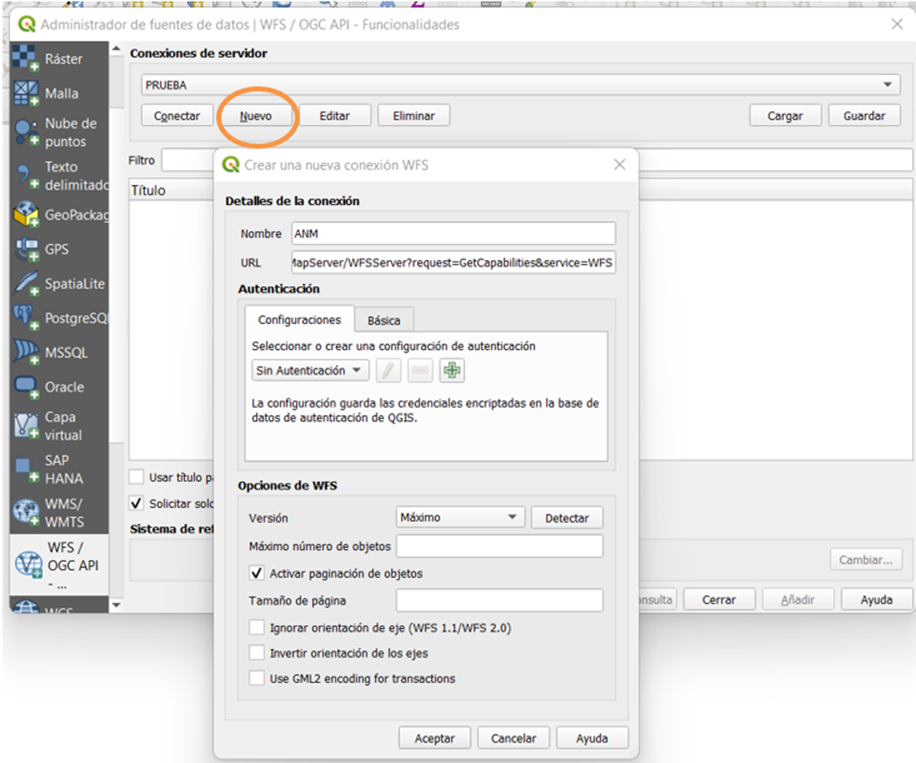 Administrador de fuentes de datos | WFS / OGC API - Funcionalidades
Ráster
Malla
Nube de
puntos
Texto
delimitado
GeoPackag
GPS
SpatiaLite
PostgreSQL
MSSQL
Oracle
Capa
virtual
SAP
HANA
WMS/
WMTS
WFS /
OGC API
- ...
WCS
Conexiones de servidor
PRUEBA
Conectar Nuevo Editar Eliminar Cargar Guardar
Filtro
Título
Usar título pa
Solicitar solo
Sistema de ref
Cambiar...
onsulta Cerrar Añadir Ayuda
Crear una nueva conexión WFS
Detalles de la conexión
Nombre ANM
URL MapServer/WFSServer?request=GetCapabilities&service=WFS
Autenticación
Configuraciones Básica
Seleccionar o crear una configuración de autenticación
Sin Autenticación
La configuración guarda las credenciales encriptadas en la base de
datos de autenticación de QGIS.
Opciones de WFS
Versión Máximo Detectar
Máximo número de objetos
Activar paginación de objetos
Tamaño de página
Ignorar orientación de eje (WFS 1.1/WFS 2.0)
Invertir orientación de los ejes
Use GML2 encoding for transactions
Aceptar Cancelar Ayuda